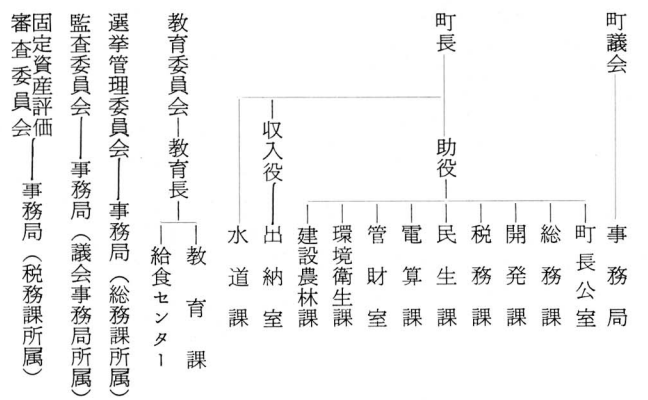 町議会
事務局
町長
助役
町長公室
総務課
開発課
税務課
民生課
電算課
管財室
環境衛生課
建設農林課
収入役
出納室
水道課
教育委員会
教育長
教育課
給食センター
選挙管理委員会
事務局（総務課所属）
監査委員会
事務局（議会事務局所属）
固定資産評価
審査委員会
事務局（税務課所属）